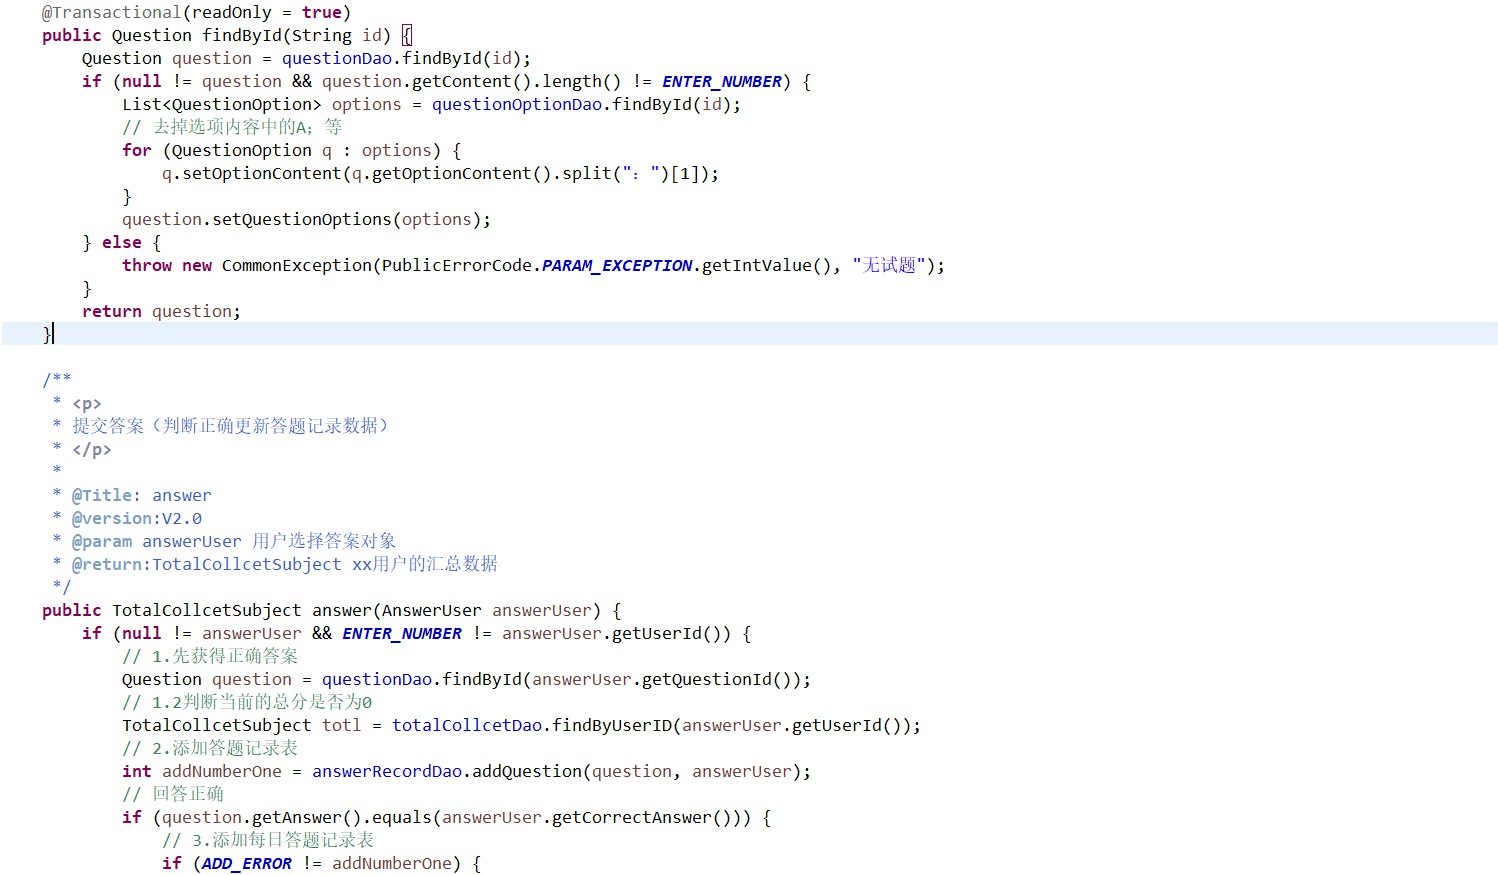 @Transactional(readOnly = true)
public Question findById(String id) {
Question question = questionDao.findById(id);
if (null != question && question.getContent().length() != ENTER_NUMBER) {
List<QuestionOption> options = questionOptionDao.findById(id);
// 去掉选项内容中的A；等
for (QuestionOption q : options) {
q.setOptionContent(q.getOptionContent().split("：")[1]);
}
question.setQuestionOptions(options);
} else {
throw new CommonException(PublicErrorCode.PARAM_EXCEPTION.getIntValue(), "无试题");
}
return question;
}
/**
* <p>
* 提交答案（判断正确更新答题记录数据）
* </p>
*
* @Title: answer
* @version:V2.0
* @param answerUser 用户选择答案对象
* @return:TotalCollcetSubject xx用户的汇总数据
*/
public TotalCollcetSubject answer(AnswerUser answerUser) {
if (null != answerUser && ENTER_NUMBER != answerUser.getUserId()) {
// 1.先获得正确答案
Question question = questionDao.findById(answerUser.getQuestionId());
// 1.2判断当前的总分是否为0
TotalCollcetSubject totl = totalCollcetDao.findByUserID(answerUser.getUserId());
// 2.添加答题记录表
int addNumberOne = answerRecordDao.addQuestion(question, answerUser);
// 回答正确
if (question.getAnswer().equals(answerUser.getCorrectAnswer())) {
// 3.添加每日答题记录表
if (ADD_ERROR != addNumberOne) {